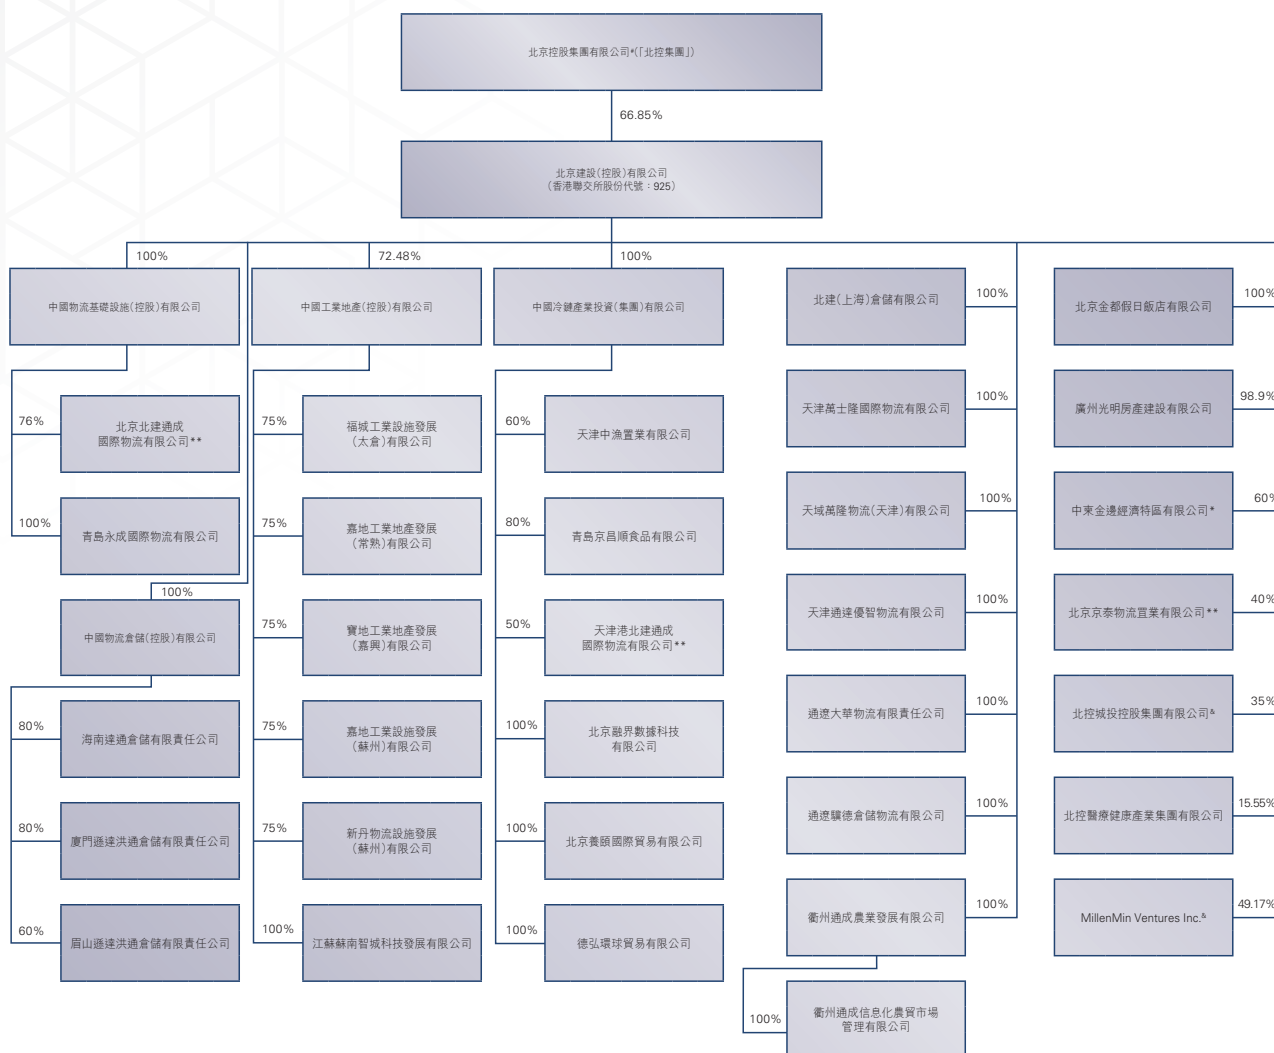 北京控股集團有限公司#(「北控集團」)
66.85%
北京建設(控股)有限公司
(香港聯交所股份代號：925)
100%
72.48%
100%
中國物流基礎設施(控股)有限公司
中國工業地產(控股)有限公司
中國冷鏈產業投資(集團)有限公司
76%
北京北建通成
國際物流有限公司**
100%
青島永成國際物流有限公司
100%
中國物流倉儲(控股)有限公司
80%
海南達通倉儲有限責任公司
80%
廈門遜達洪通倉儲有限責任公司
60%
眉山遜達洪通倉儲有限責任公司
75%
福城工業設施發展
(太倉)有限公司
75%
嘉地工業地產發展
(常熟)有限公司
75%
寶地工業地產發展
(嘉興)有限公司
75%
嘉地工業設施發展
(蘇州)有限公司
75%
新丹物流設施發展
(蘇州)有限公司
100%
江蘇蘇南智城科技發展有限公司
60%
天津中漁置業有限公司
80%
青島京昌順食品有限公司
50%
天津港北建通成
國際物流有限公司**
100%
北京融界數據科技
有限公司
100%
北京養頤國際貿易有限公司
100%
德弘環球貿易有限公司
北建(上海)倉儲有限公司
100%
天津萬士隆國際物流有限公司
100%
天域萬隆物流(天津)有限公司
100%
天津通達優智物流有限公司
100%
通遼大華物流有限責任公司
100%
通遼驥德倉儲物流有限公司
100%
衢州通成農業發展有限公司
100%
100%
衢州通成信息化農貿市場
管理有限公司
北京金都假日飯店有限公司
100%
廣州光明房產建設有限公司
98.9%
中東金邊經濟特區有限公司*
60%
北京京泰物流置業有限公司**
40%
北控城投控股集團有限公司&
35%
北控醫療健康產業集團有限公司
15.55%
MillenMin Ventures Inc.&
49.17%